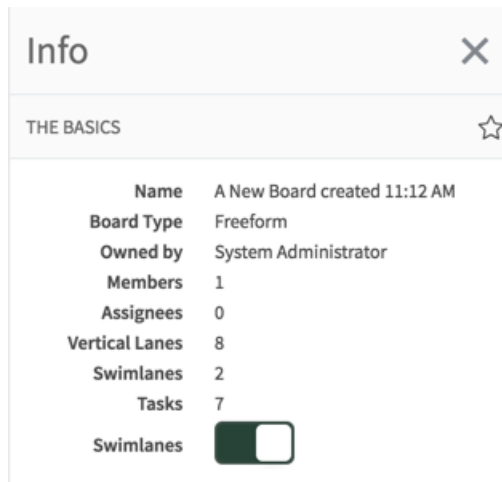 Info
THE BASICS
Name A New Board created 11:12 AM
Board Type Freeform
Owned by System Administrator
Members 1
Assignees 0
Vertical Lanes 8
Swimlanes 2
Tasks 7
Swimlanes